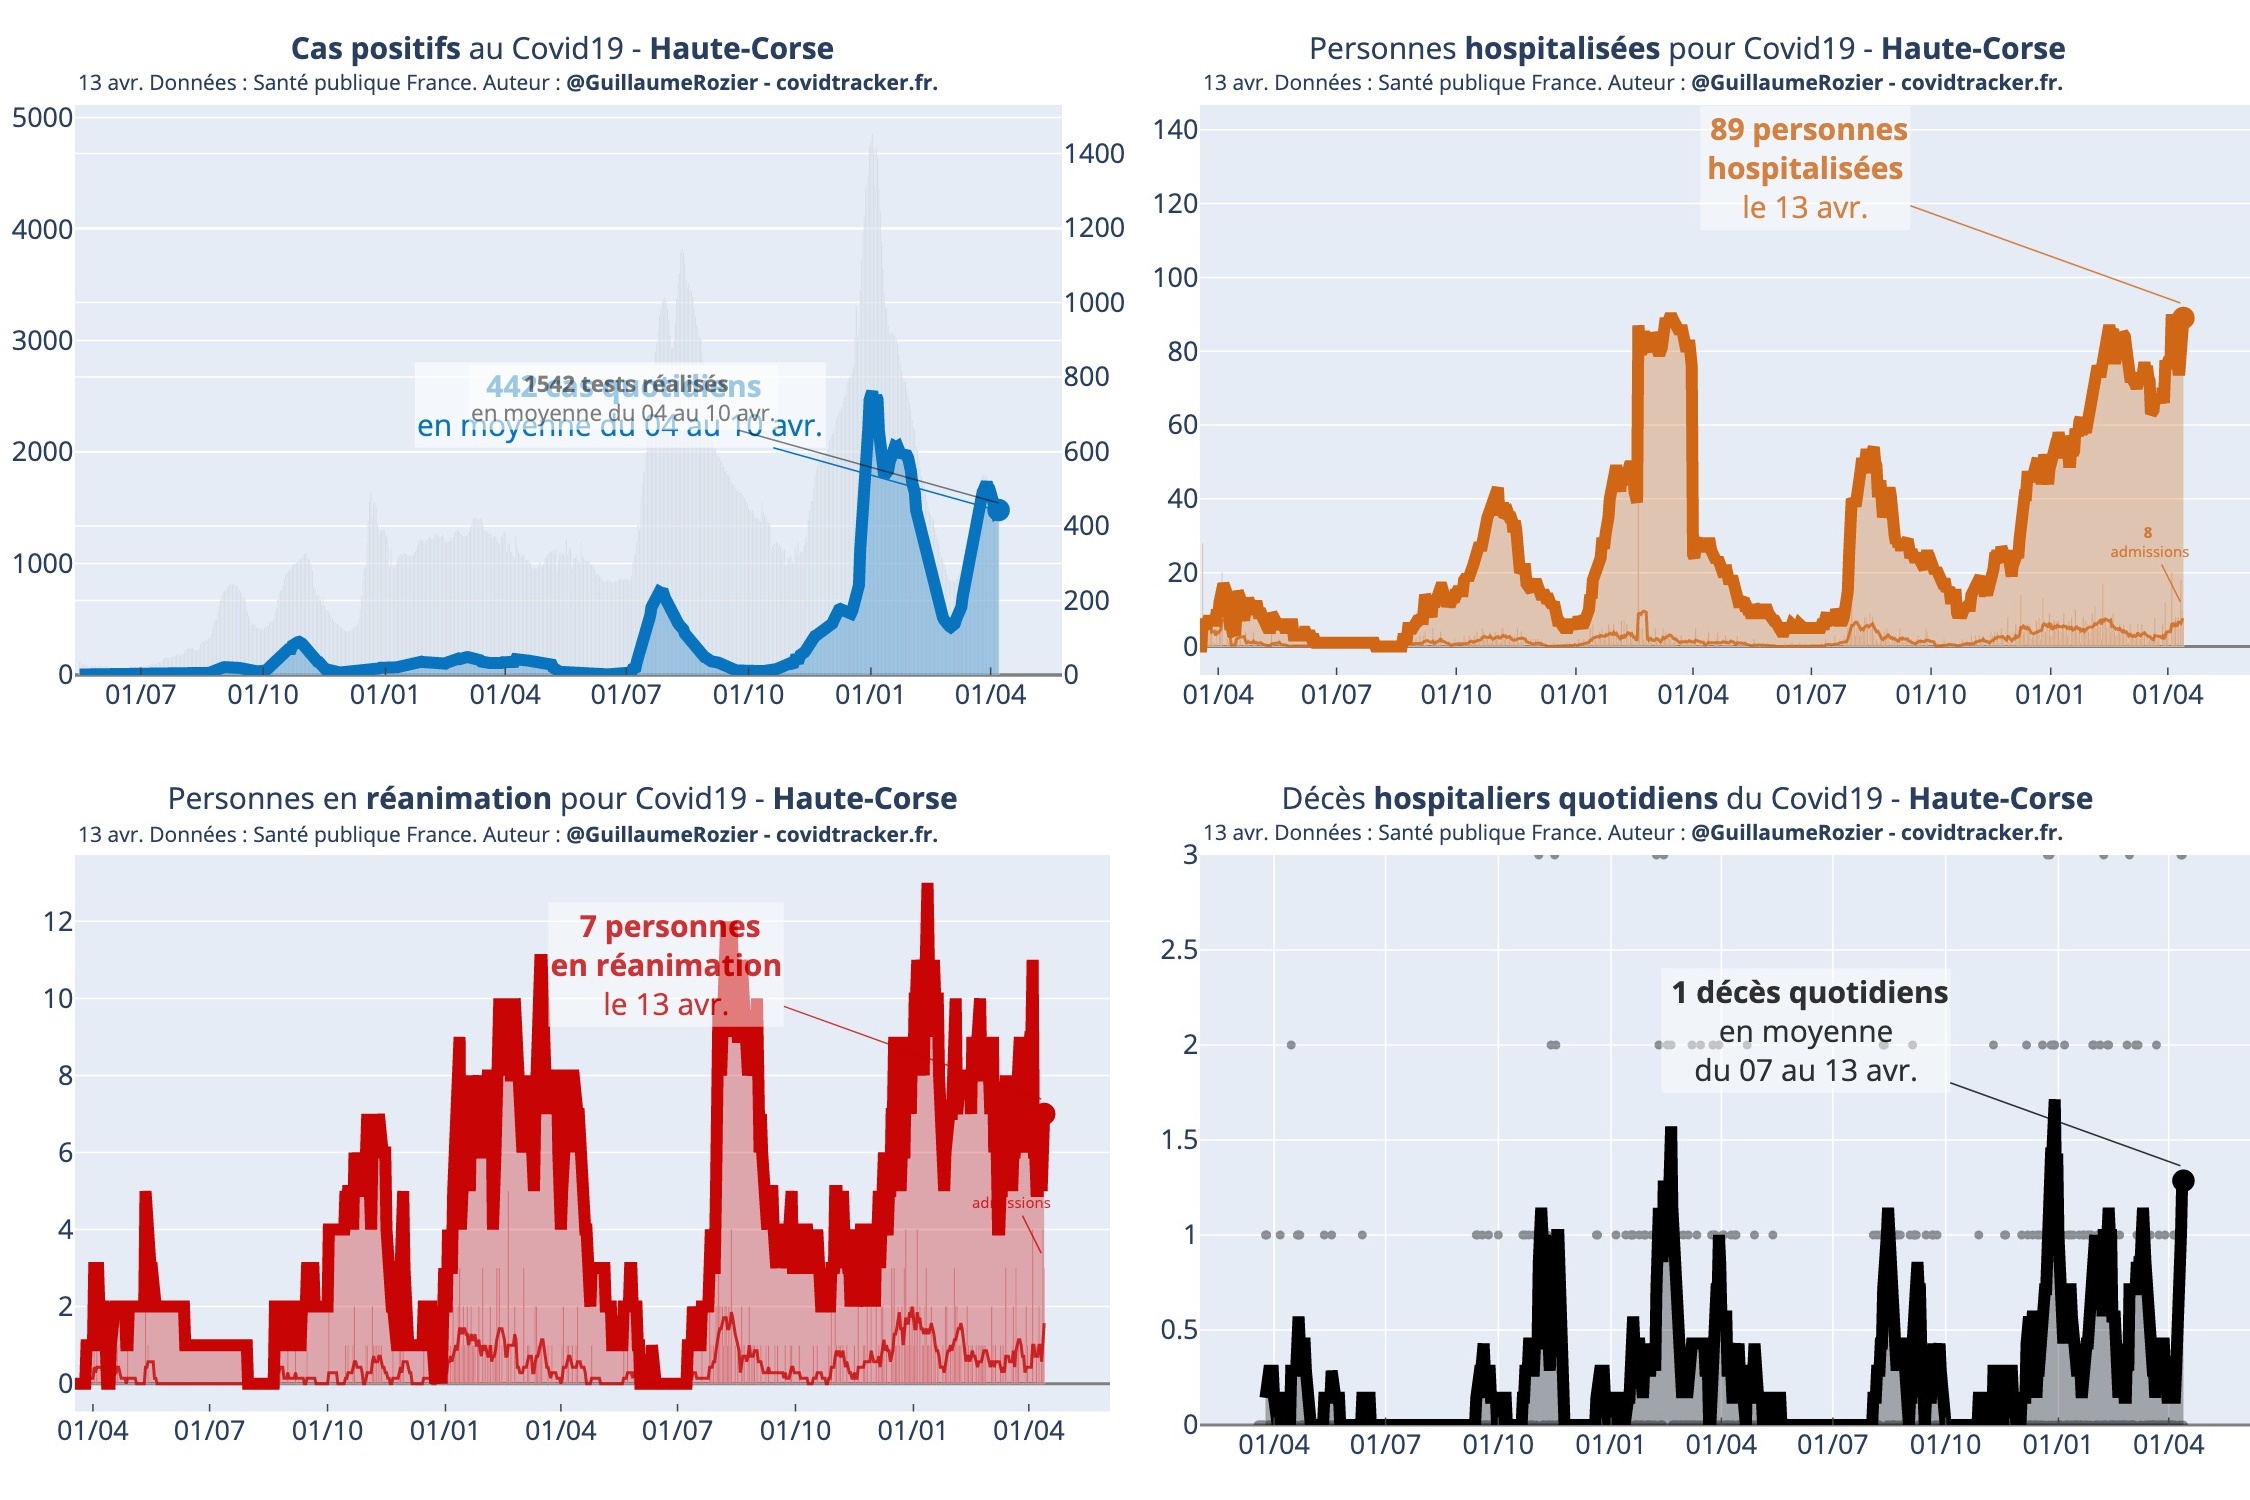 Cas positifs au Covid19 - Haute-Corse
13 avr. Données : Santé publique France. Auteur : @GuillaumeRozier - covidtracker.fr.
5000
4000
3000
2000
1000
0
1400
1200
1000
800
600
400
200
0
442 cas quotidiens
en moyenne du 04 au 10 avr.
1542 tests réalisés
en moyenne du 04 au 10 avr.
01/07 01/10 01/01 01/04 01/07 01/10 01/01 01/04
Personnes hospitalisées pour Covid19 - Haute-Corse
13 avr. Données : Santé publique France. Auteur : @GuillaumeRozier - covidtracker.fr.
140
120
100
80
60
40
20
0
89 personnes
hospitalisées
le 13 avr.
8
admissions
01/04 01/07 01/10 01/01 01/04 01/07 01/10 01/01 01/04
Personnes en réanimation pour Covid19 - Haute-Corse
13 avr. Données : Santé publique France. Auteur : @GuillaumeRozier - covidtracker.fr.
12
10
8
6
4
2
0
7 personnes
en réanimation
le 13 avr.
admissions
01/04 01/07 01/10 01/01 01/04 01/07 01/10 01/01 01/04
Décès hospitaliers quotidiens du Covid19 - Haute-Corse
13 avr. Données : Santé publique France. Auteur : @GuillaumeRozier - covidtracker.fr.
3
2.5
2
1.5
1
0.5
0
1 décès quotidiens
en moyenne
du 07 au 13 avr.
01/04 01/07 01/10 01/01 01/04 01/07 01/10 01/01 01/04